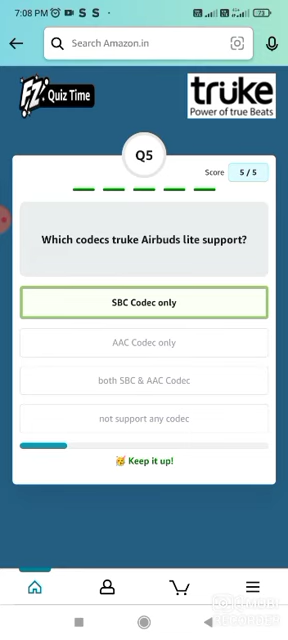 7:08 PM
73
Search Amazon.in
FZ. Quiz Time
truke
Power of true Beats
Q5
Score 5 / 5
Which codecs truke Airbuds lite support?
SBC Codec only
AAC Codec only
both SBC & AAC Codec
not support any codec
🥳 Keep it up!
RECORDER